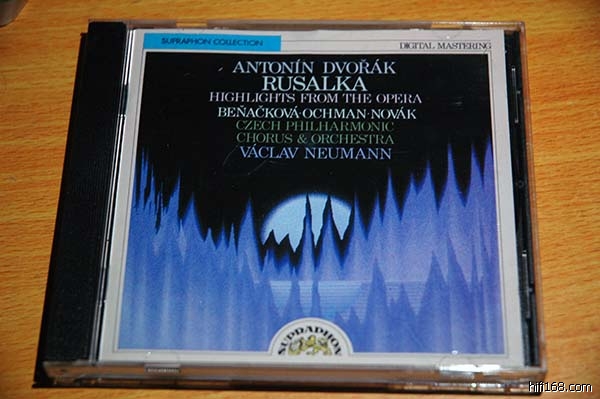 SUPRAPHON COLLECTION
DIGITAL MASTERING
ANTONÍN DVOŘÁK
RUSALKA
HIGHLIGHTS FROM THE OPERA
BEŇAČKOVÁ·OCHMAN·NOVÁK
CZECH PHILHARMONIC
CHORUS & ORCHESTRA
VÁCLAV NEUMANN
SUPRAPHON
hifi168.com